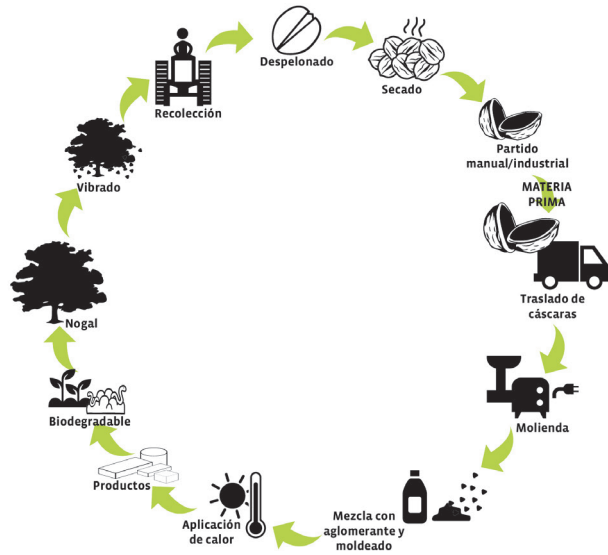 Nogal
Vibrado
Recolección
Despelonado
Secado
Partido
manual/industrial
MATERIA
PRIMA
Traslado de
cáscaras
Molienda
Mezcla con
aglomerante y
moldeado
Aplicación
de calor
Productos
Biodegradable